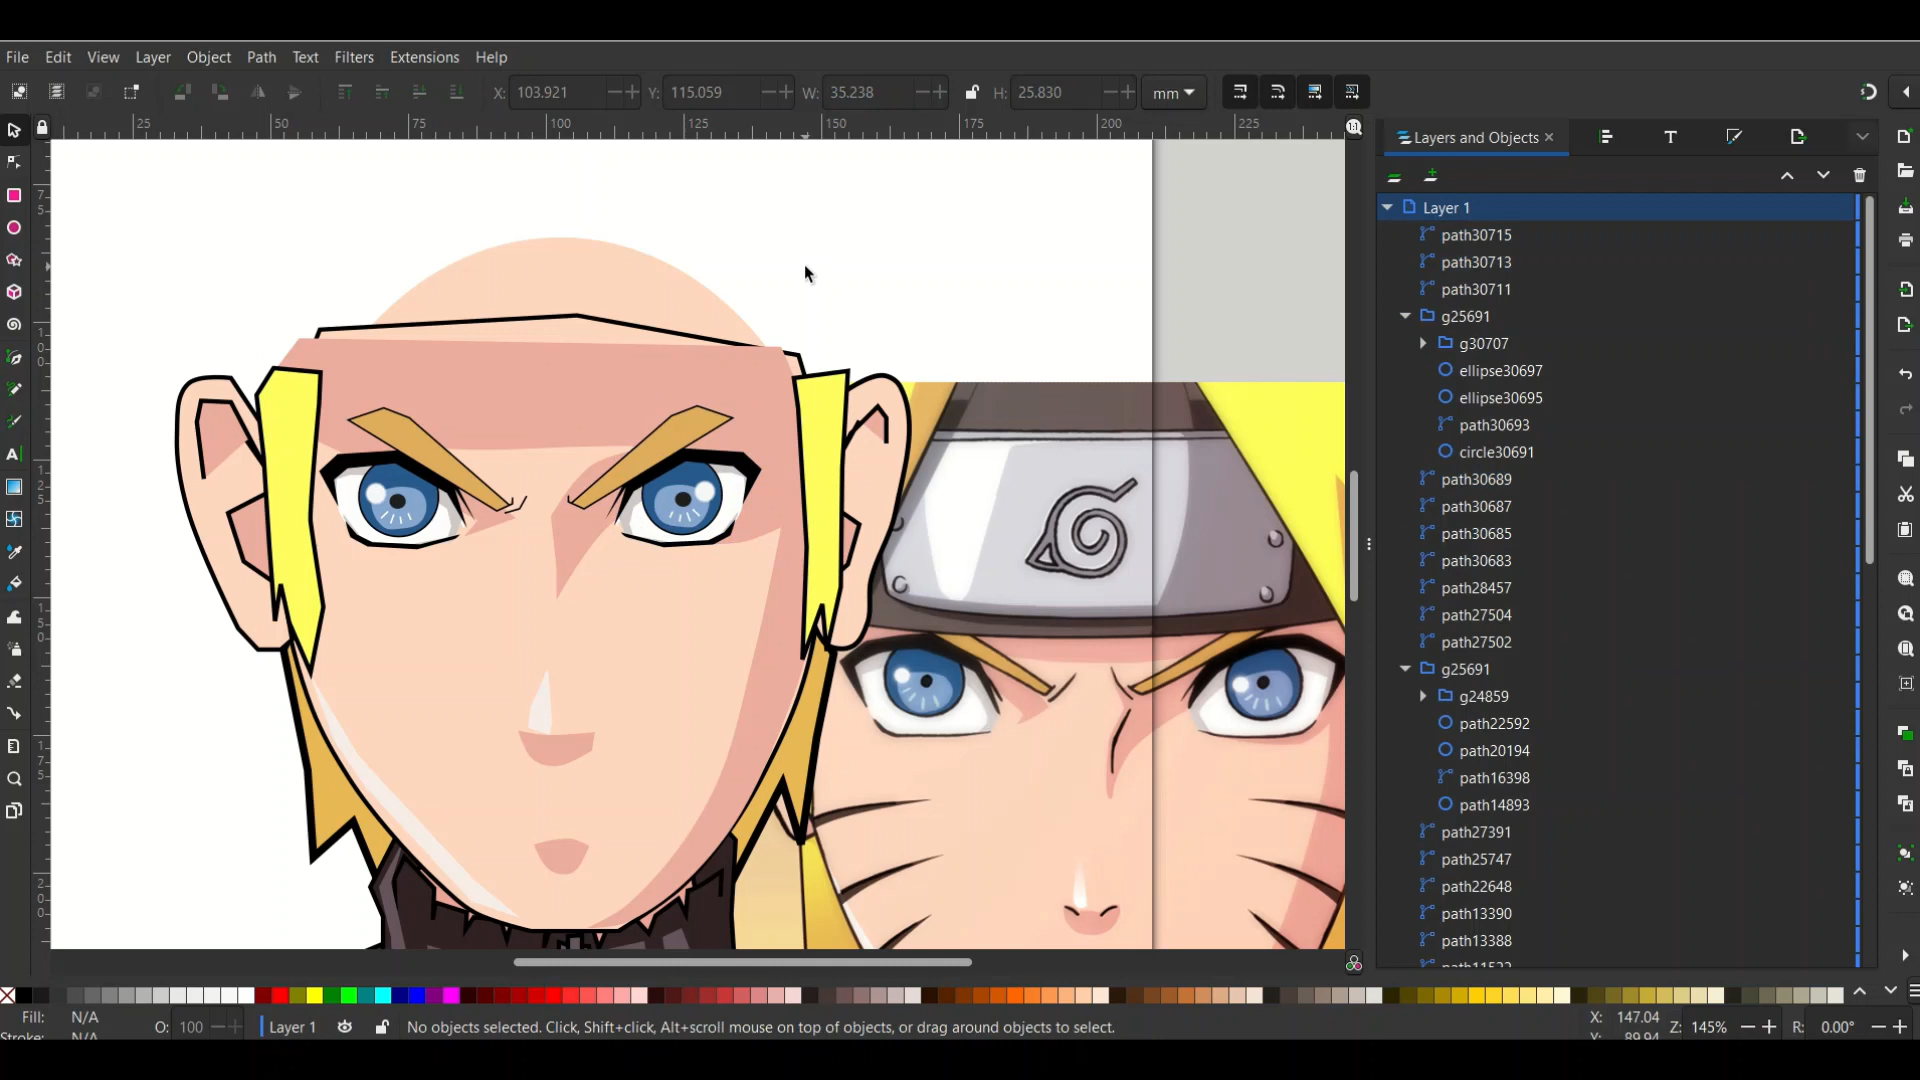 File Edit View Layer Object Path Text Filters Extensions Help
X: 103.921 Y: 115.059 W: 35.238 H: 25.830 mm
25 50 75 100 125 150 175 200 225
Layers and Objects
Layer 1
path30715
path30713
path30711
g25691
g30707
ellipse30697
ellipse30695
path30693
circle30691
path30689
path30687
path30685
path30683
path28457
path27504
path27502
g25691
g24859
path22592
path20194
path16398
path14893
path27391
path25747
path22648
path13390
path13388
Fill: N/A
O: 100 Layer 1 No objects selected. Click, Shift+click, Alt+scroll mouse on top of objects, or drag around objects to select. X: 147.04 Z: 145% R: 0.00°